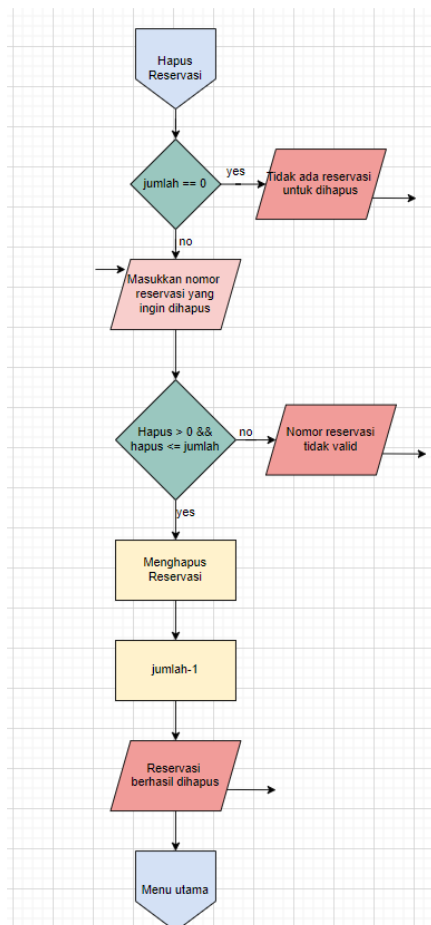 Hapus
Reservasi
jumlah == 0
yes
Tidak ada reservasi
untuk dihapus
no
Masukkan nomor
reservasi yang
ingin dihapus
Hapus > 0 &&
hapus <= jumlah
no
Nomor reservasi
tidak valid
yes
Menghapus
Reservasi
jumlah-1
Reservasi
berhasil dihapus
Menu utama